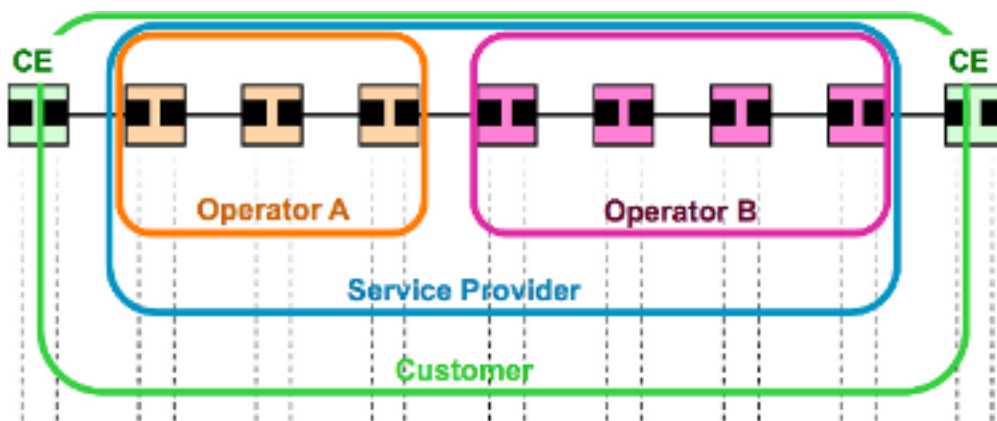 CE
CE
Operator A
Operator B
Service Provider
Customer